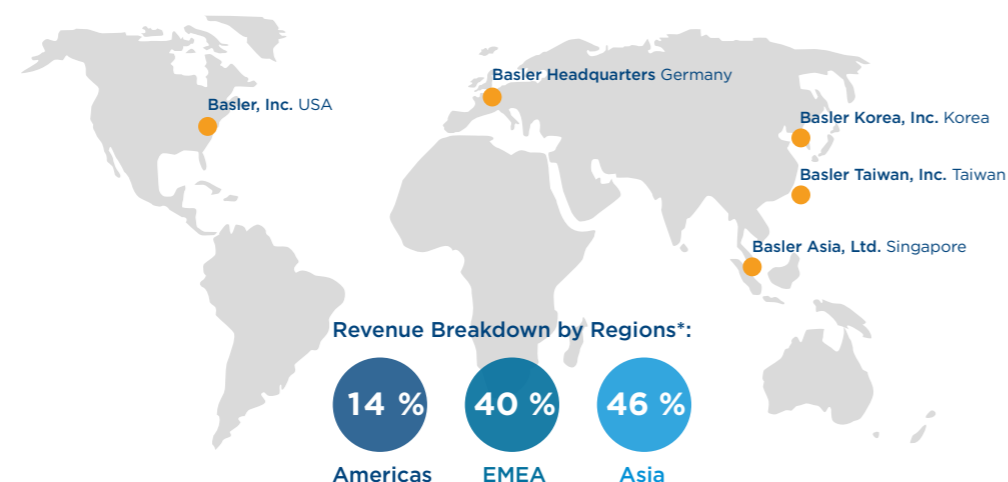 Basler Headquarters Germany
Basler, Inc. USA
Basler Korea, Inc. Korea
Basler Taiwan, Inc. Taiwan
Basler Asia, Ltd. Singapore
Revenue Breakdown by Regions*:
14 % 40 % 46 %
Americas EMEA Asia